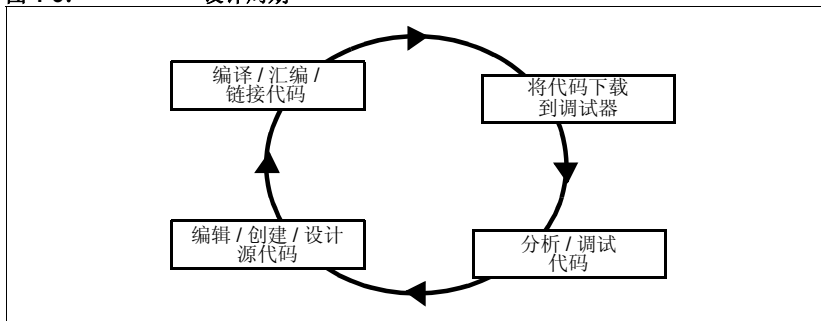 编译 / 汇编 /
链接代码
将代码下载
到调试器
编辑 / 创建 / 设计
源代码
分析 / 调试
代码